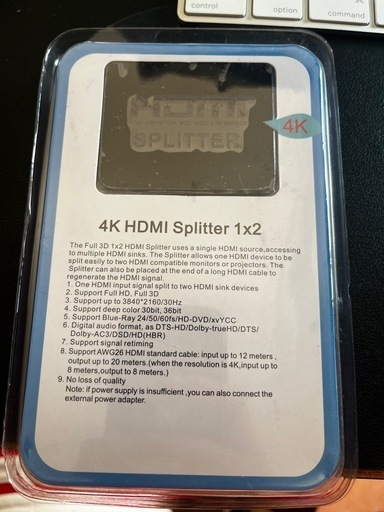 control
option
⌘
command
HDMI
SPLITTER
4K
4K HDMI Splitter 1x2
The Full 3D 1x2 HDMI Splitter uses a single HDMI source,accessing
to multiple HDMI sinks. The Splitter allows one HDMI device to be
split easily to two HDMI compatible monitors or projectors. The
Splitter can also be placed at the end of a long HDMI cable to
regenerate the HDMI signal.
1. One HDMI input signal split to two HDMI sink devices
2. Support Full HD, Full 3D
3. Support up to 3840*2160/30Hz
4. Support deep color 30bit, 36bit
5. Support Blue-Ray 24/50/60fs/HD-DVD/xvYCC
6. Digital audio format, as DTS-HD/Dolby-trueHD/DTS/
Dolby-AC3/DSD/HD(HBR)
7. Support signal retiming
8. Support AWG26 HDMI standard cable: input up to 12 meters ,
output up to 20 meters.(when the resolution is 4K,input up to
8 meters,output to 8 meters.)
9. No loss of quality
Note: if power supply is insufficient ,you can also connect the
external power adapter.